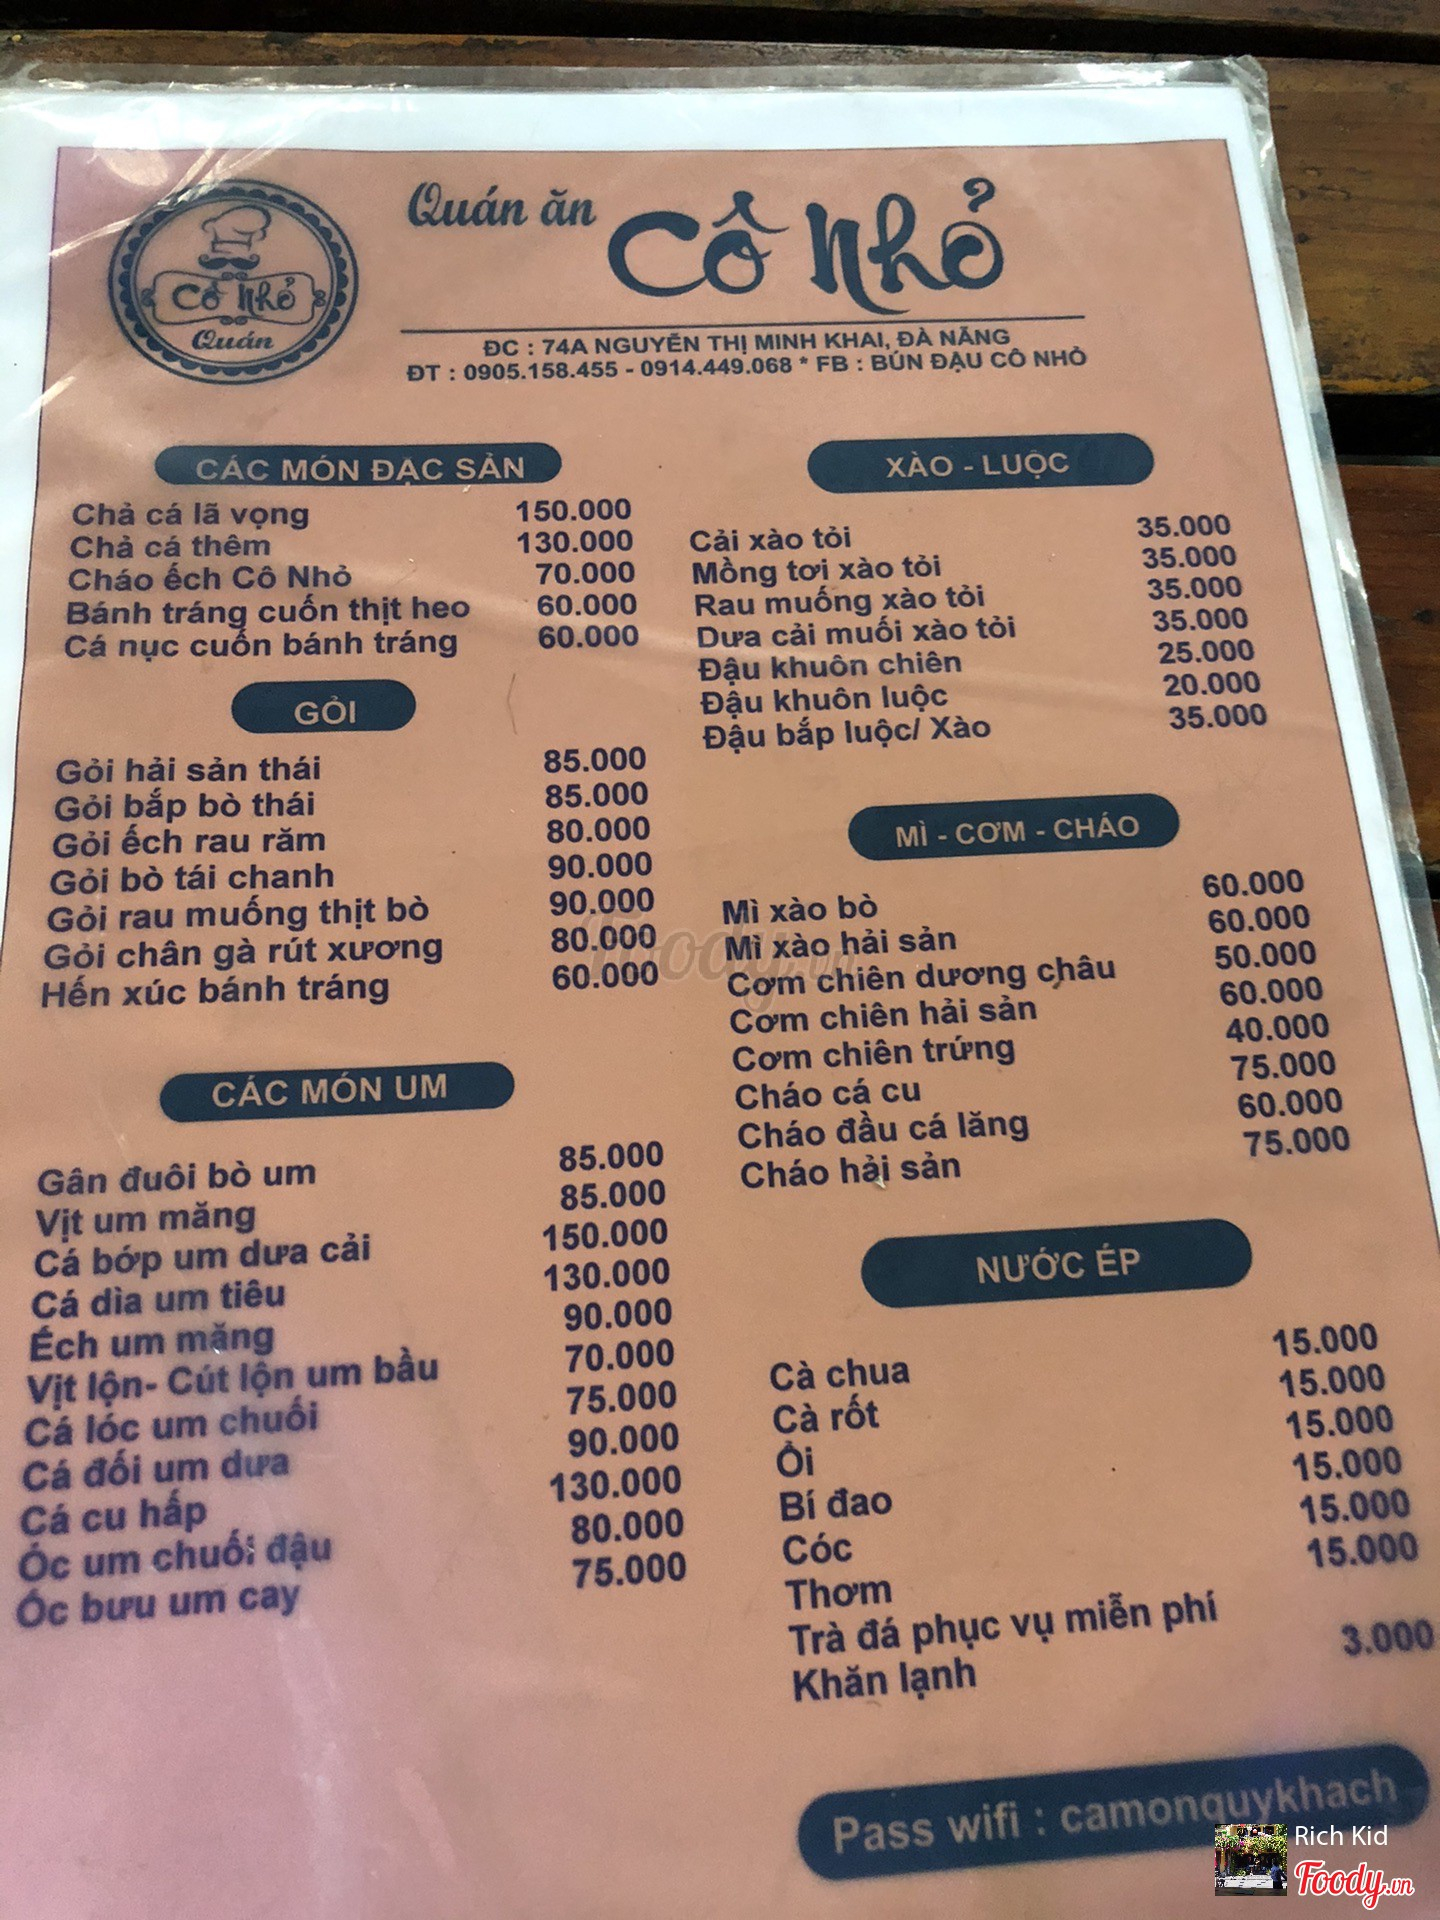 Quán ăn Cô Nhỏ
Cô Nhỏ
Quán
ĐC : 74A NGUYỄN THỊ MINH KHAI, ĐÀ NẴNG
ĐT : 0905.158.455 - 0914.449.068 * FB : BÚN ĐẬU CÔ NHỎ
CÁC MÓN ĐẶC SẢN
Chả cá lã vọng 150.000
Chả cá thêm 130.000
Cháo ếch Cô Nhỏ 70.000
Bánh tráng cuốn thịt heo 60.000
Cá nục cuốn bánh tráng 60.000
GỎI
Gỏi hải sản thái 85.000
Gỏi bắp bò thái 85.000
Gỏi ếch rau răm 80.000
Gỏi bò tái chanh 90.000
Gỏi rau muống thịt bò 90.000
Gỏi chân gà rút xương 80.000
Hến xúc bánh tráng 60.000
CÁC MÓN UM
Gân đuôi bò um 85.000
Vịt um măng 85.000
Cá bớp um dưa cải 150.000
Cá dìa um tiêu 130.000
Ếch um măng 90.000
Vịt lộn- Cút lộn um bầu 70.000
Cá lóc um chuối 75.000
Cá đối um dưa 90.000
Cá cu hấp 130.000
Ốc um chuối đậu 80.000
Ốc bưu um cay 75.000
XÀO - LUỘC
Cải xào tỏi 35.000
Mồng tơi xào tỏi 35.000
Rau muống xào tỏi 35.000
Dưa cải muối xào tỏi 35.000
Đậu khuôn chiên 25.000
Đậu khuôn luộc 20.000
Đậu bắp luộc/ Xào 35.000
MÌ - CƠM - CHÁO
Mì xào bò 60.000
Mì xào hải sản 60.000
Cơm chiên dương châu 50.000
Cơm chiên hải sản 60.000
Cơm chiên trứng 40.000
Cháo cá cu 75.000
Cháo đầu cá lăng 60.000
Cháo hải sản 75.000
NƯỚC ÉP
Cà chua 15.000
Cà rốt 15.000
Ổi 15.000
Bí đao 15.000
Cóc 15.000
Thơm 15.000
Trà đá phục vụ miễn phí
Khăn lạnh 3.000
Pass wifi : camonquykhach
Foody.vn
Rich Kid
Foody.vn